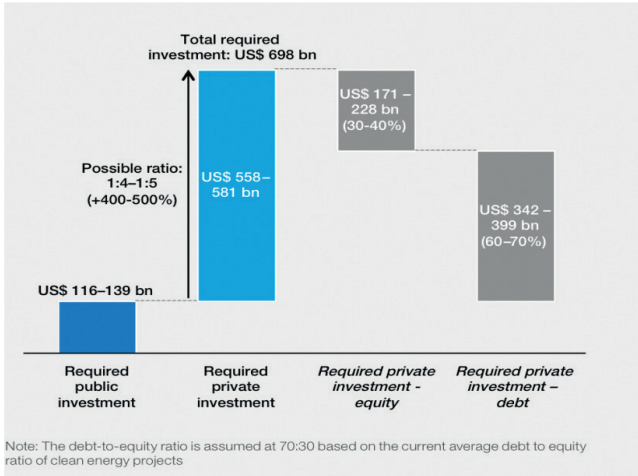 Total required
investment: US$ 698 bn
US$ 171 –
228 bn
(30-40%)
Possible ratio:
1:4–1:5
(+400-500%)
US$ 558–
581 bn
US$ 342 –
399 bn
(60–70%)
US$ 116–139 bn
Required
public
investment
Required
private
investment
Required private
investment -
equity
Required private
investment –
debt
Note: The debt-to-equity ratio is assumed at 70:30 based on the current average debt to equity
ratio of clean energy projects